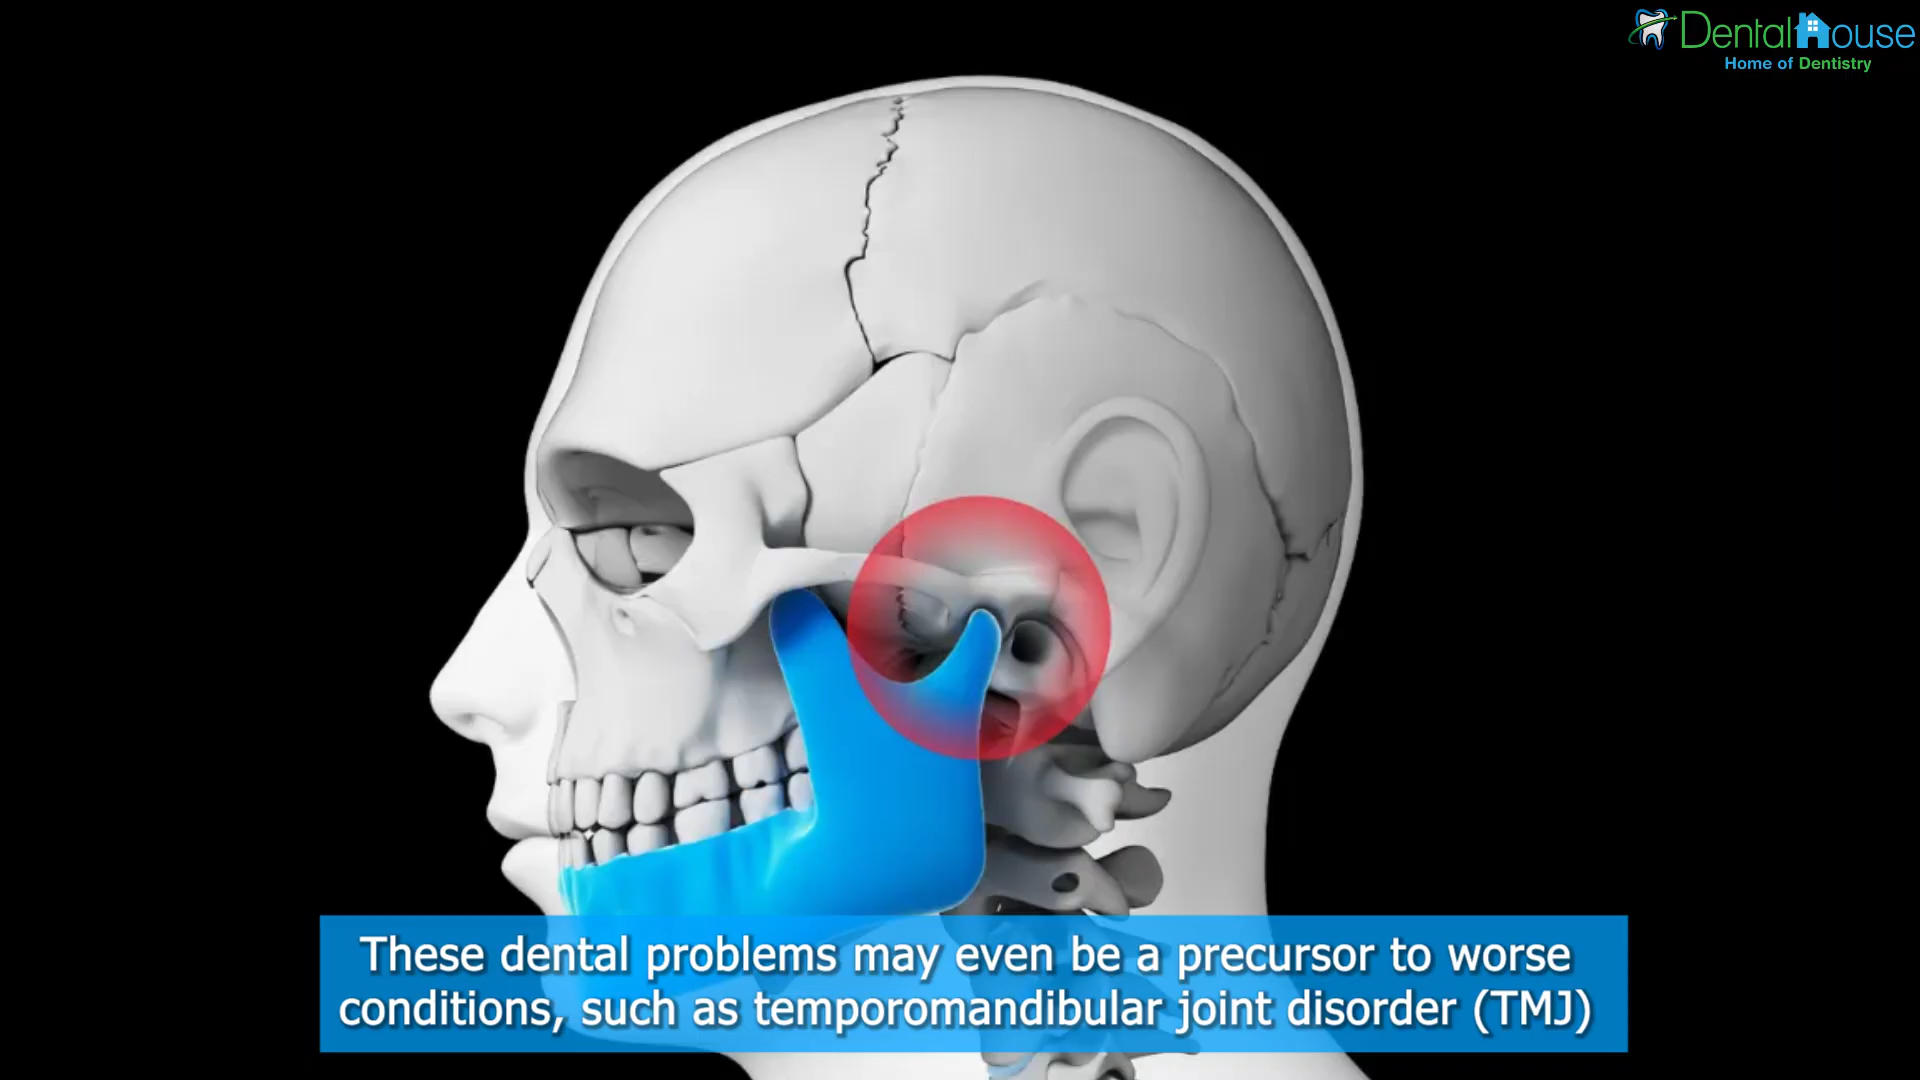 DentalHouse
Home of Dentistry
These dental problems may even be a precursor to worse
conditions, such as temporomandibular joint disorder (TMJ)